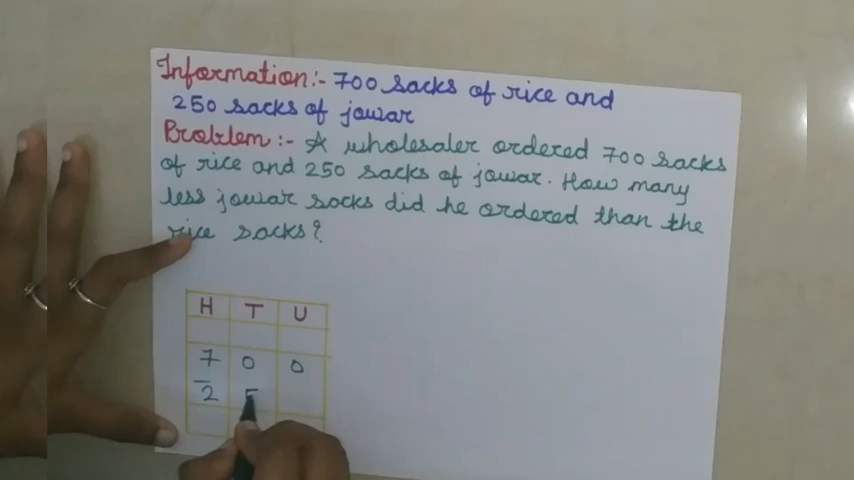 Information:- 700 sacks of rice and
250 sacks of jowar
Problem:- A wholesaler ordered 700 sacks
of rice and 250 sacks of jowar. How many
less jowar sacks did he ordered than the
rice sacks?
H T U
7 0 0
- 2 5